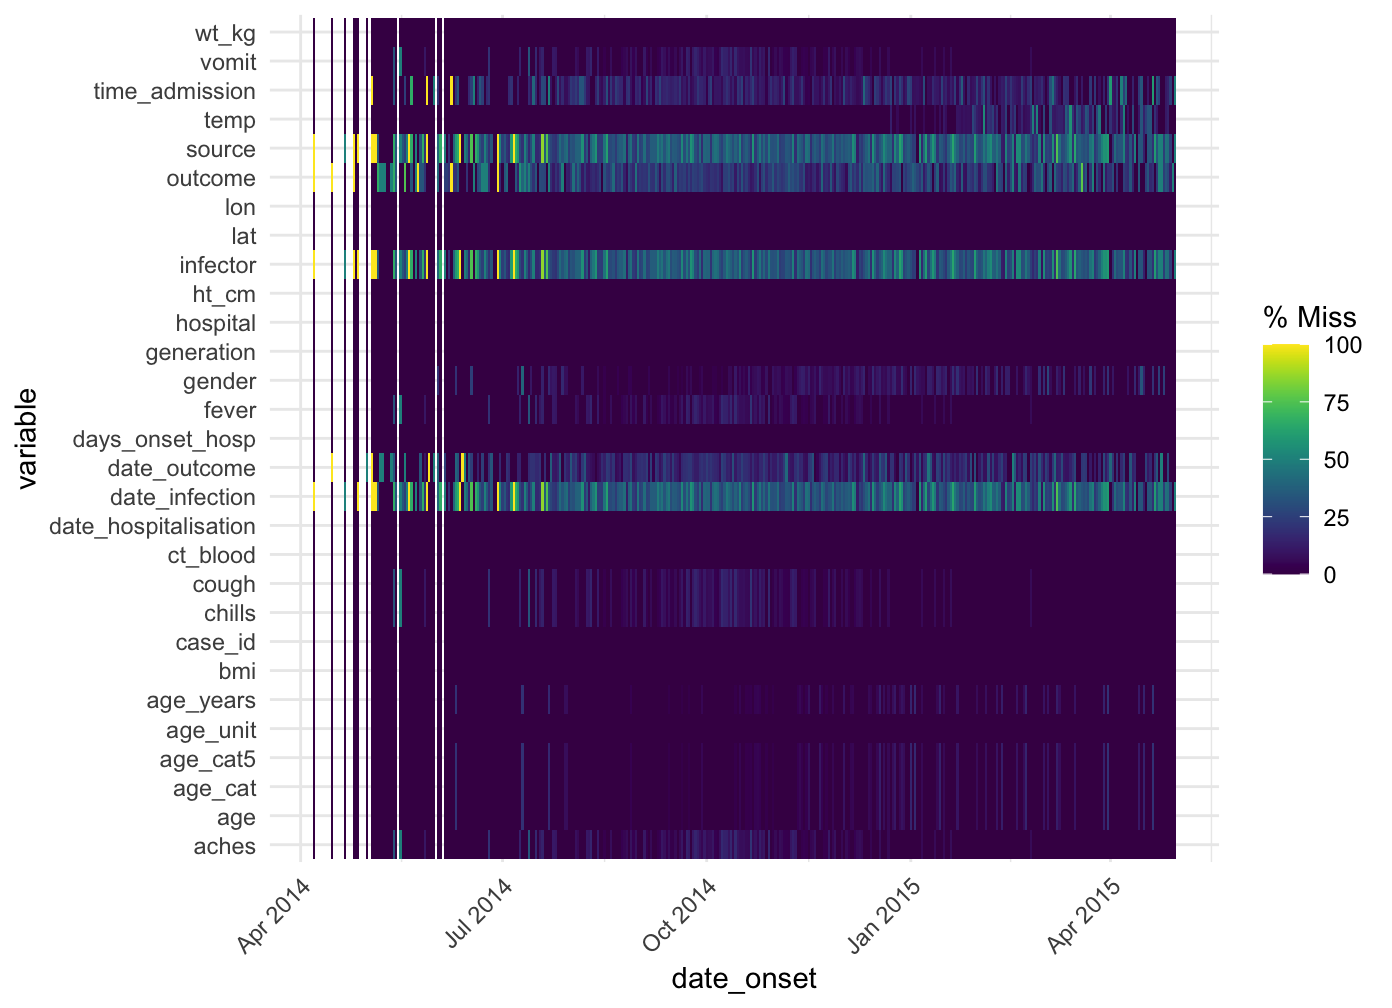 wt_kg
vomit
time_admission
temp
source
outcome
lon
lat
infector
ht_cm
hospital
generation
gender
fever
days_onset_hosp
date_outcome
date_infection
date_hospitalisation
ct_blood
cough
chills
case_id
bmi
age_years
age_unit
age_cat5
age_cat
age
aches
variable
Apr 2014
Jul 2014
Oct 2014
Jan 2015
Apr 2015
date_onset
% Miss
100
75
50
25
0